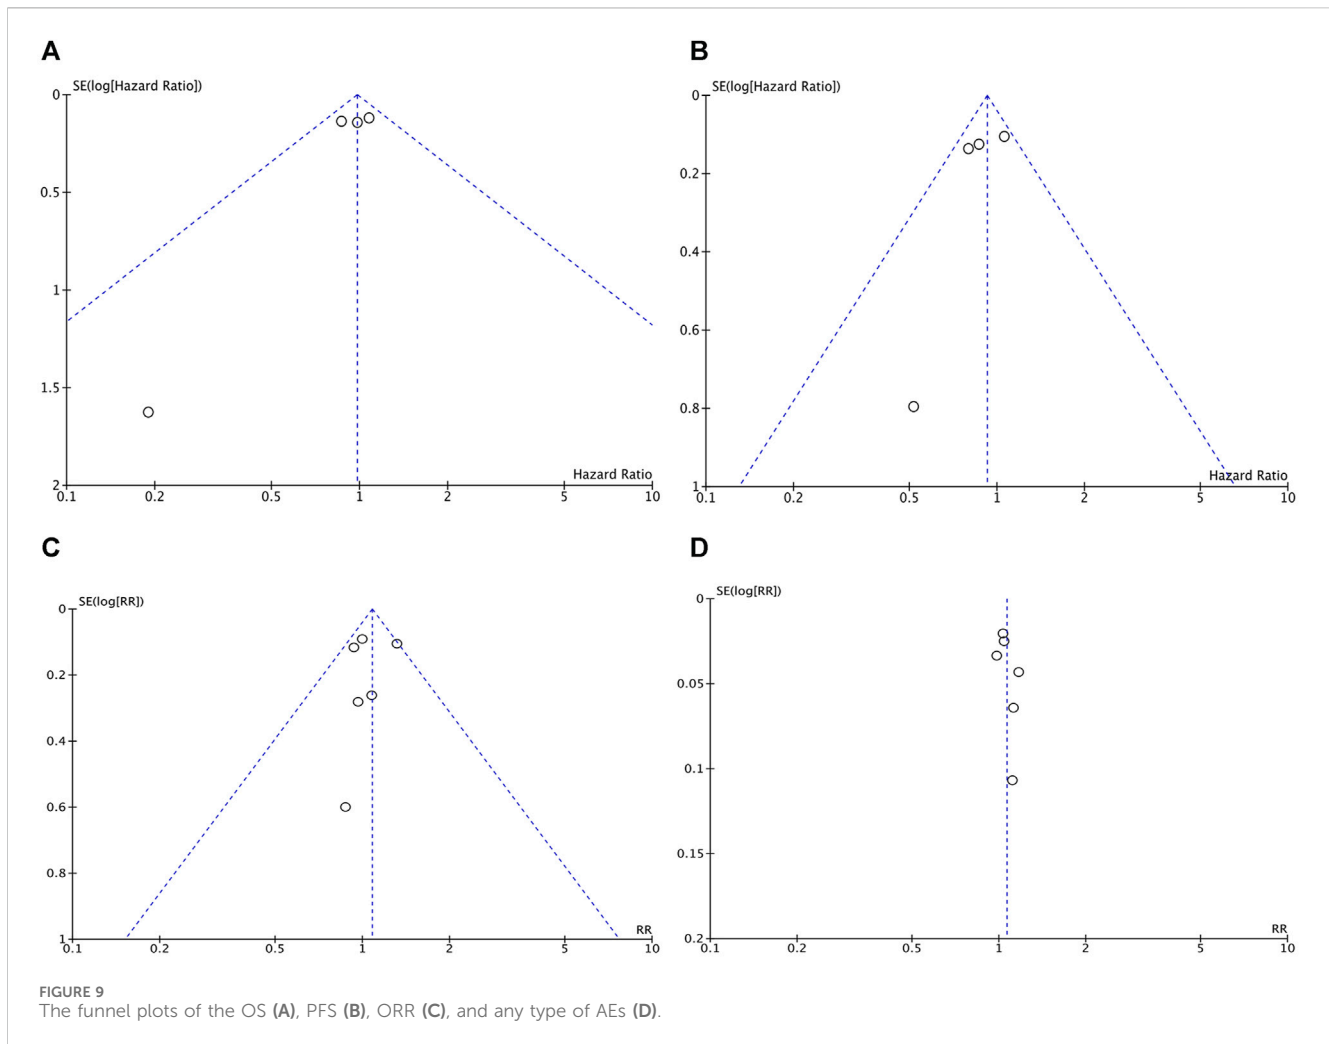 A
SE(log[Hazard Ratio])
0
0.5
1
1.5
2
0.1 0.2 0.5 1 2 5 10
Hazard Ratio
B
SE(log[Hazard Ratio])
0
0.2
0.4
0.6
0.8
1
0.1 0.2 0.5 1 2 5 10
Hazard Ratio
C
SE(log[RR])
0
0.2
0.4
0.6
0.8
1
0.1 0.2 0.5 1 2 5 10
RR
D
SE(log[RR])
0
0.05
0.1
0.15
0.2
0.1 0.2 0.5 1 2 5 10
RR
FIGURE 9
The funnel plots of the OS (A), PFS (B), ORR (C), and any type of AEs (D).